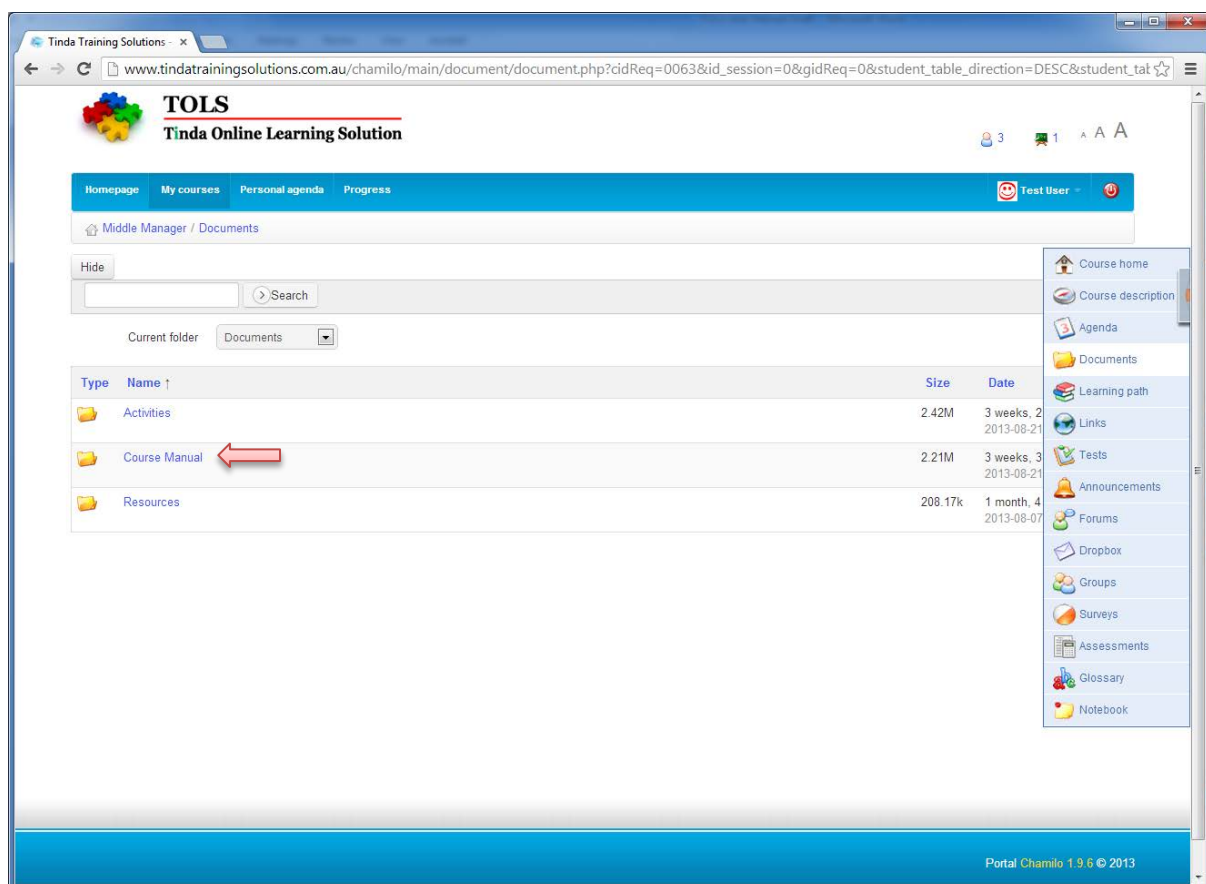 Tinda Training Solutions -
www.tindatrainingsolutions.com.au/chamilo/main/document/document.php?cidReq=0063&id_session=0&gidReq=0&student_table_direction=DESC&student_tal
TOLS
Tinda Online Learning Solution
3 1 A A A
Homepage My courses Personal agenda Progress Test User
Middle Manager / Documents
Hide
Search
Current folder Documents
Type Name ↑ Size Date
Activities 2.42M 3 weeks, 2
2013-08-21
Course Manual 2.21M 3 weeks, 3
2013-08-21
Resources 208.17k 1 month, 4
2013-08-07
Course home
Course description
3 Agenda
Documents
Learning path
Links
Tests
Announcements
Forums
Dropbox
Groups
Surveys
Assessments
Glossary
Notebook
Portal Chamilo 1.9.6 © 2013